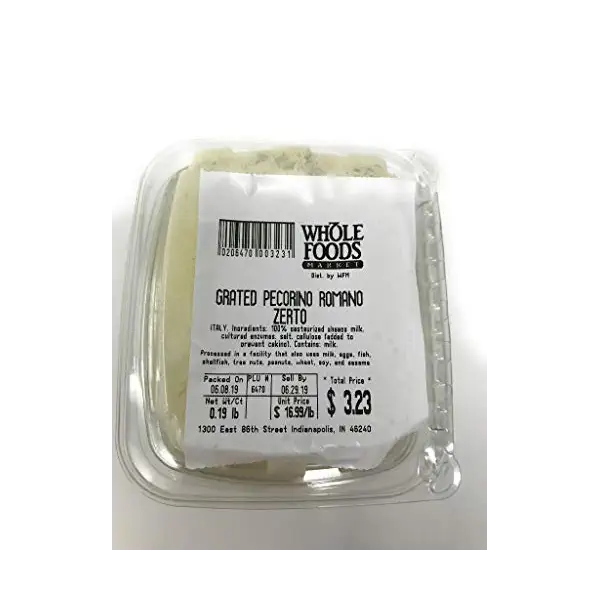 0206470 003231
WHOLE
FOODS
MARKET
Dist. by WFM
GRATED PECORINO ROMANO
ZERTO
ITALY. Ingredients: 100% pasteurized sheeps milk,
cultured enzymes, salt, cellulose (added to
prevent caking). Contains: milk.
Processed in a facility that also uses milk, eggs, fish,
shellfish, tree nuts, peanuts, wheat, soy, and sesame
Packed On PLU # Sell By * Total Price *
06.08.19 6470 06.29.19
Net Wt/Ct Unit Price $ 3.23
0.19 lb $ 16.99/lb
1300 East 86th Street Indianapolis, IN 46240